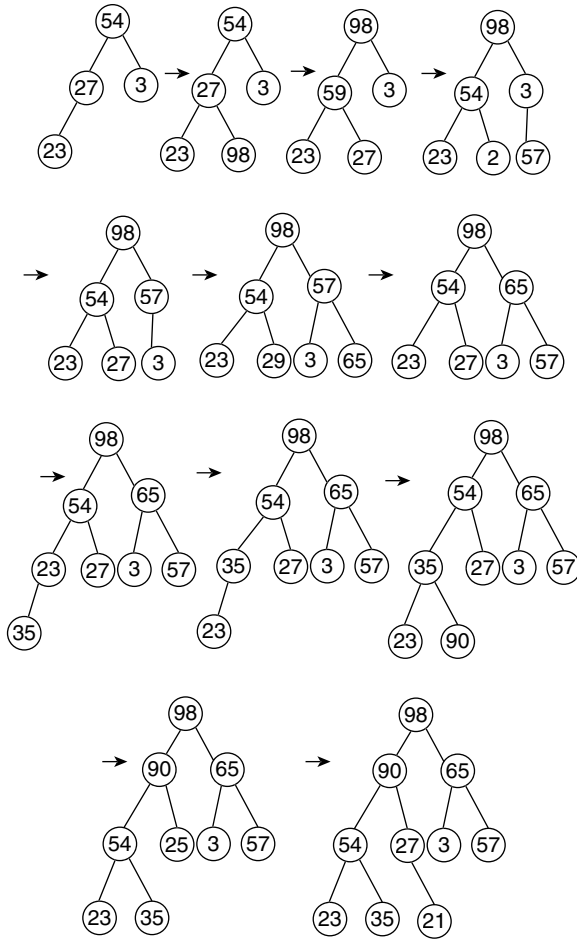 54 54 98 98
27 3 27 3 59 3 54 3
23 23 98 23 27 23 2 57
98 98 98
54 57 54 57 54 65
23 27 3 23 29 3 65 23 27 3 57
98 98 98
54 65 54 65 54 65
23 27 3 57 35 27 3 57 35 27 3 57
35 23 23 90
98 98
90 65 90 65
54 25 3 57 54 27 3 57
23 35 23 35 21